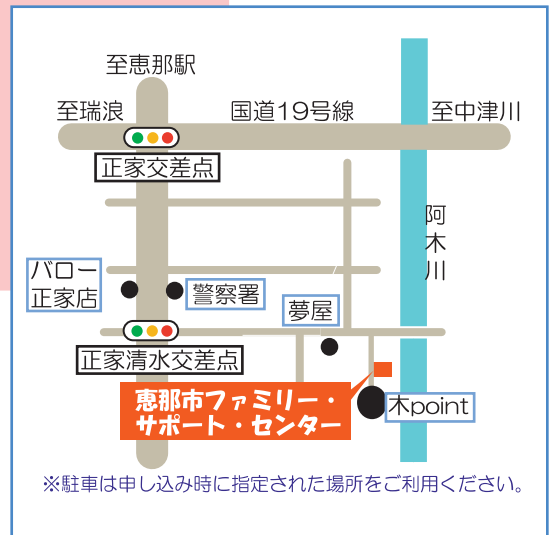 至恵那駅
至瑞浪
国道19号線
至中津川
正家交差点
阿木川
バロー
正家店
警察署
夢屋
正家清水交差点
恵那市ファミリー・
サポート・センター
木point
※駐車は申し込み時に指定された場所をご利用ください。